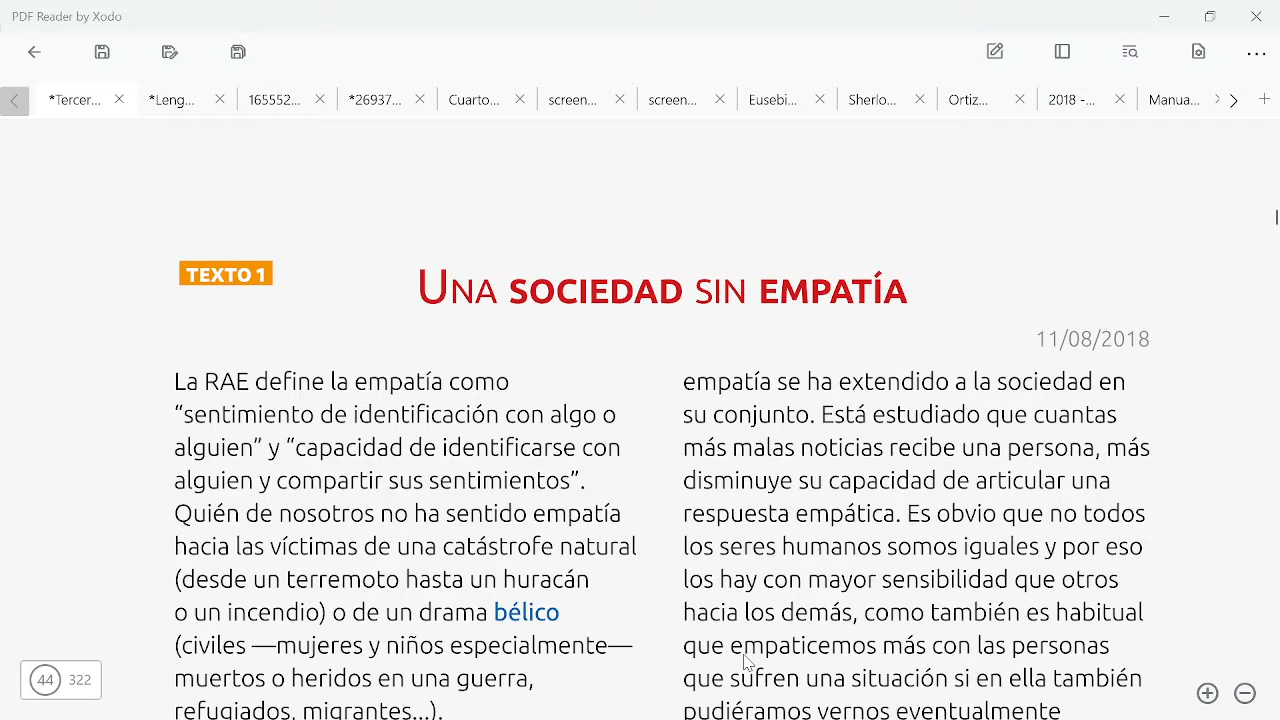 PDF Reader by Xodo
*Tercer...
*Leng...
165552...
*26937...
Cuarto...
screen...
screen...
Eusebi...
Sherlo...
Ortiz...
2018 -...
Manua...
TEXTO 1
UNA SOCIEDAD SIN EMPATÍA
11/08/2018
La RAE define la empatía como
“sentimiento de identificación con algo o
alguien” y “capacidad de identificarse con
alguien y compartir sus sentimientos”.
Quién de nosotros no ha sentido empatía
hacia las víctimas de una catástrofe natural
(desde un terremoto hasta un huracán
o un incendio) o de un drama bélico
(civiles —mujeres y niños especialmente—
muertos o heridos en una guerra,
refugiados, migrantes...).
empatía se ha extendido a la sociedad en
su conjunto. Está estudiado que cuantas
más malas noticias recibe una persona, más
disminuye su capacidad de articular una
respuesta empática. Es obvio que no todos
los seres humanos somos iguales y por eso
los hay con mayor sensibilidad que otros
hacia los demás, como también es habitual
que empaticemos más con las personas
que sufren una situación si en ella también
pudiéramos vernos eventualmente
44 322